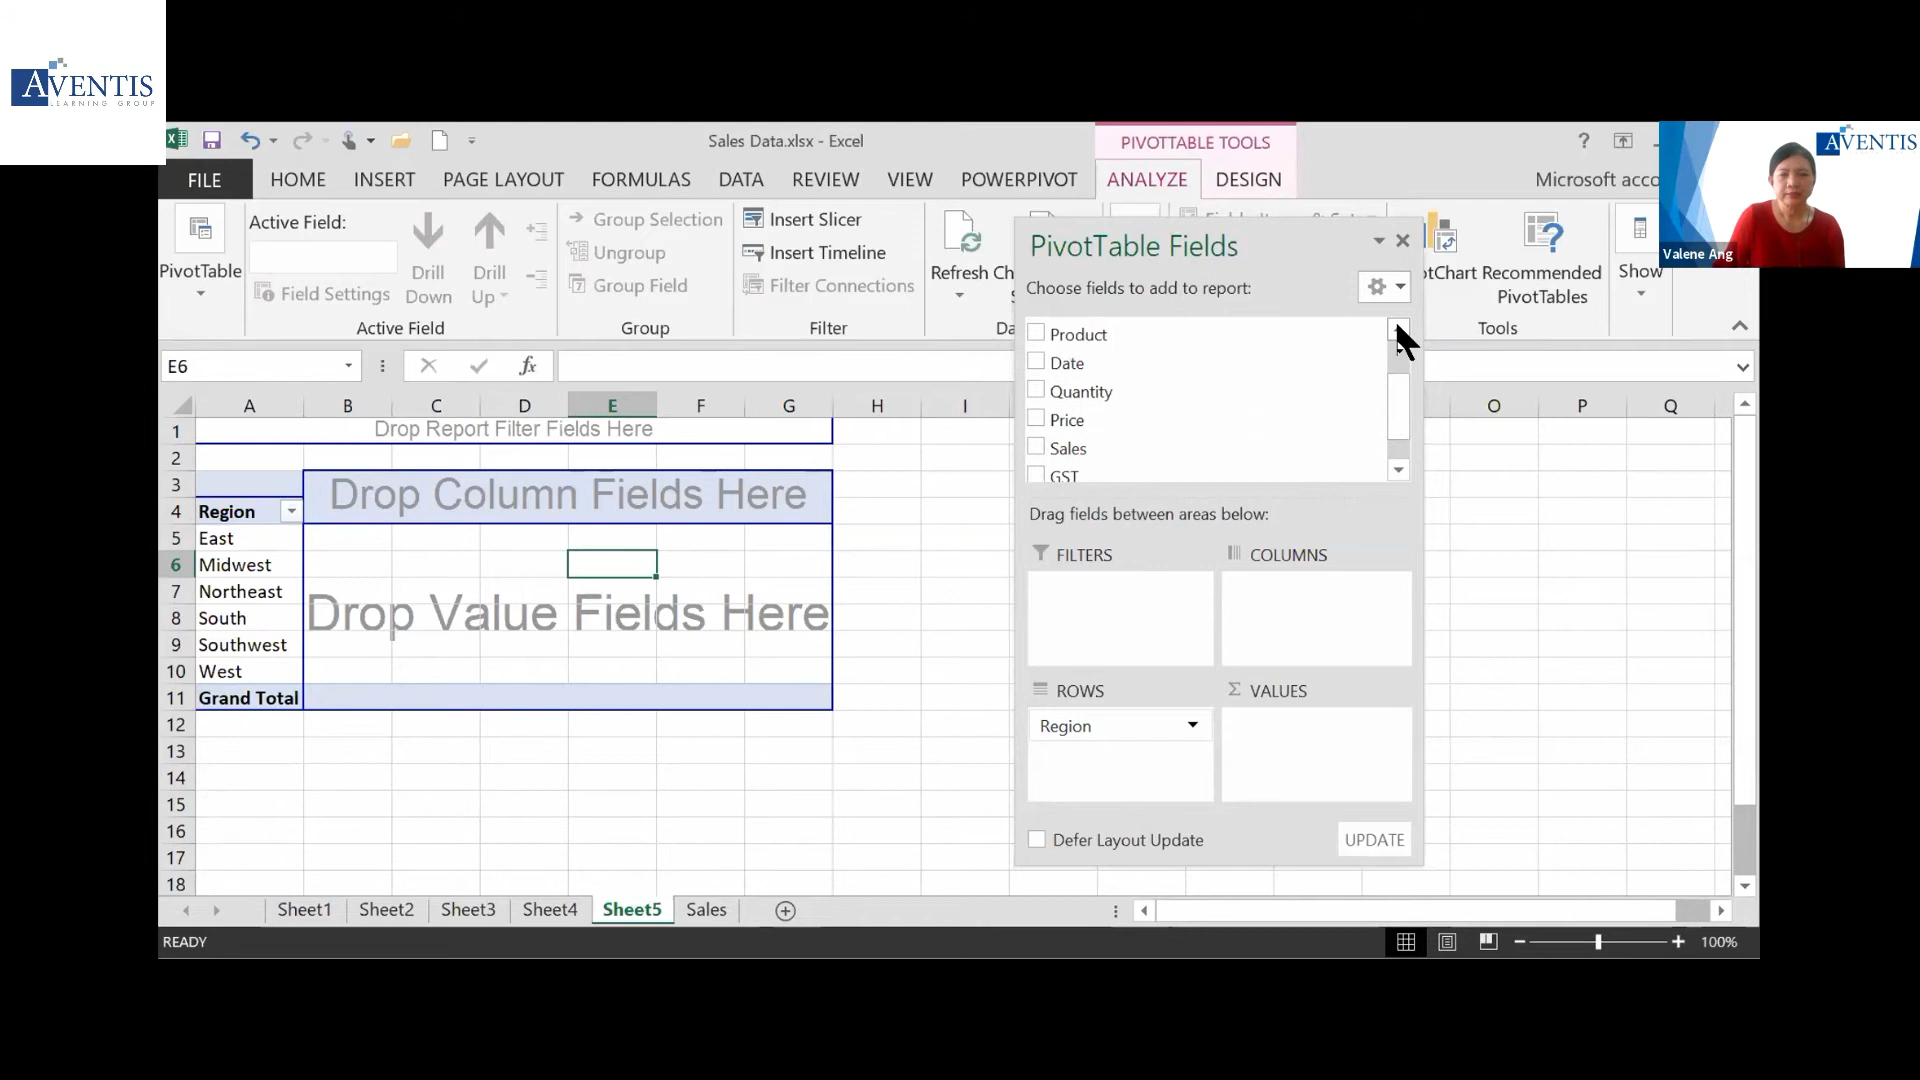 AVENTIS
LEARNING GROUP
Sales Data.xlsx - Excel
PIVOTTABLE TOOLS
?
AVENTIS
Valene Ang
FILE
HOME
INSERT
PAGE LAYOUT
FORMULAS
DATA
REVIEW
VIEW
POWERPIVOT
ANALYZE
DESIGN
Microsoft acco
PivotTable
Active Field:
Field Settings
Drill
Down
Drill
Up
Active Field
Group Selection
Ungroup
Group Field
Group
Insert Slicer
Insert Timeline
Filter Connections
Filter
Refresh
Tools
Recommended
PivotTables
Show
E6
fx
A B C D E F G H I O P Q
1 Drop Report Filter Fields Here
2
3 Drop Column Fields Here
4 Region
5 East
6 Midwest
7 Northeast
8 South
Drop Value Fields Here
9 Southwest
10 West
11 Grand Total
12
13
14
15
16
17
18
PivotTable Fields
Choose fields to add to report:
Product
Date
Quantity
Price
Sales
GST
Drag fields between areas below:
FILTERS
COLUMNS
ROWS
Σ VALUES
Region
Defer Layout Update
UPDATE
Sheet1
Sheet2
Sheet3
Sheet4
Sheet5
Sales
READY
100%